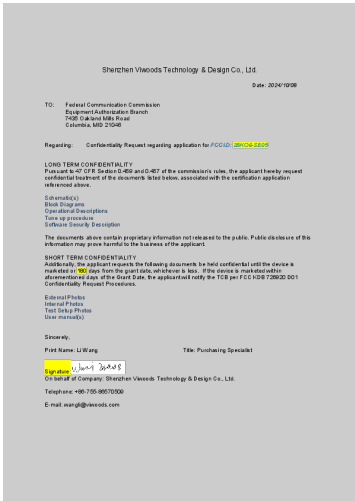 Shenzhen Viwoods Technology & Design Co., Ltd.
Date: 2024/10/08
TO: Federal Communication Commission
Equipment Authorization Branch
7435 Oakland Mills Road
Columbia, MD 21046
Regarding: Confidentiality Request regarding application for FCC ID:
LONG TERM CONFIDENTIALITY
Pursuant to 47 CFR Section 0.459 and 0.457 of the commission's rules, the applicant hereby request
confidential treatment of the documents listed below, associated with the certification application
referenced above.
Schematic(s)
Block Diagrams
Operational Descriptions
Tune up procedure
Software Security Description
The documents above contain proprietary information not released to the public. Public disclosure of this
information may prove harmful to the business of the applicant.
SHORT TERM CONFIDENTIALITY
Additionally, the applicant requests the following documents be held confidential until the device is
marketed or 180 days from the grant date, whichever is less. If the device is marketed within
aforementioned days of the Grant Date, the applicant will notify the TCB per FCC KDB 726920 D01
Confidentiality Request Procedures.
External Photos
Internal Photos
Test Setup Photos
User manual(s)
Sincerely,
Print Name: Li Wang Title: Purchasing Specialist
Signature
On behalf of Company: Shenzhen Viwoods Technology & Design Co., Ltd.
Telephone: +86-755-86570509
E-mail: wangli@viwoods.com